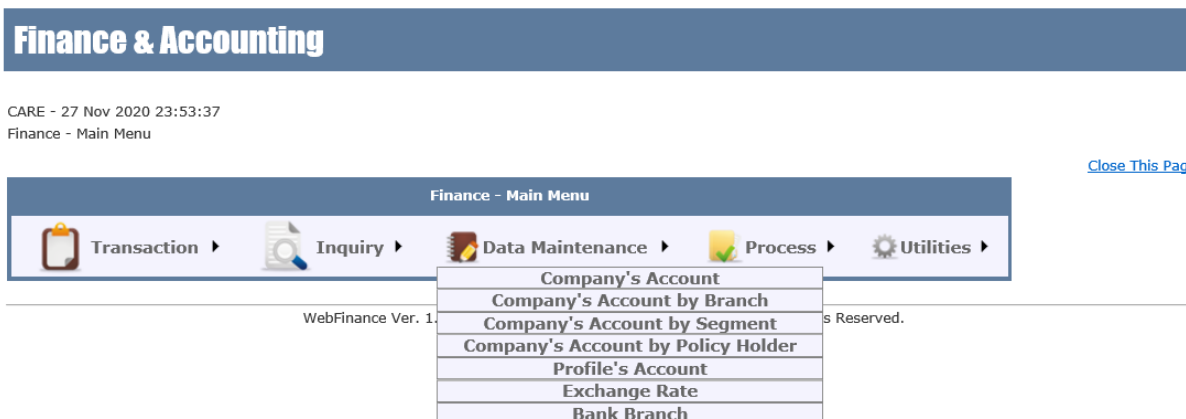 Finance & Accounting
CARE - 27 Nov 2020 23:53:37
Finance - Main Menu
Close This Pag
Finance - Main Menu
Transaction Inquiry Data Maintenance Process Utilities
Company's Account
Company's Account by Branch
WebFinance Ver. 1. s Reserved.
Company's Account by Segment
Company's Account by Policy Holder
Profile's Account
Exchange Rate
Bank Branch